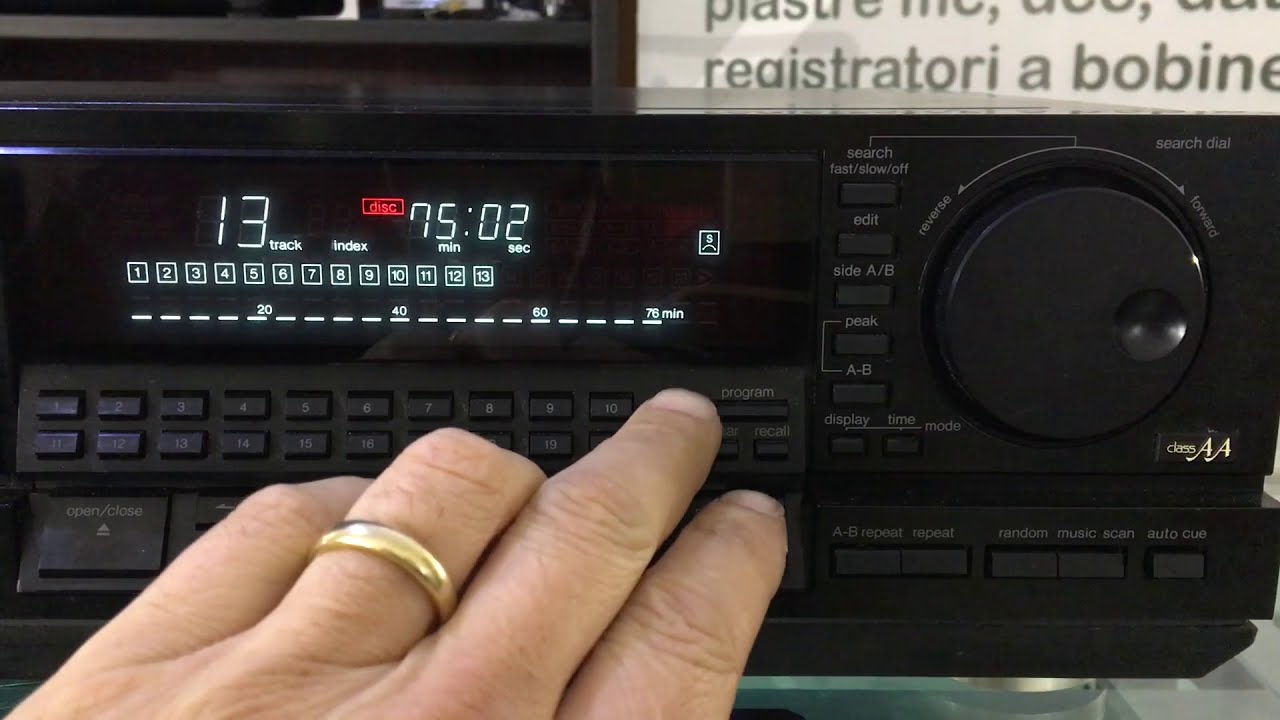 registratori a bobine
search dial
search
fast/slow/off
edit
side A/B
peak
A-B
display time mode
reverse
forward
class AA
13 track index
disc
75:02
min sec
S
1 2 3 4 5 6 7 8 9 10 11 12 13
20 40 60 76 min
program
1 2 3 4 5 6 7 8 9 10
11 12 13 14 15 16 19
recall
open/close
A-B repeat repeat
random music scan
auto cue